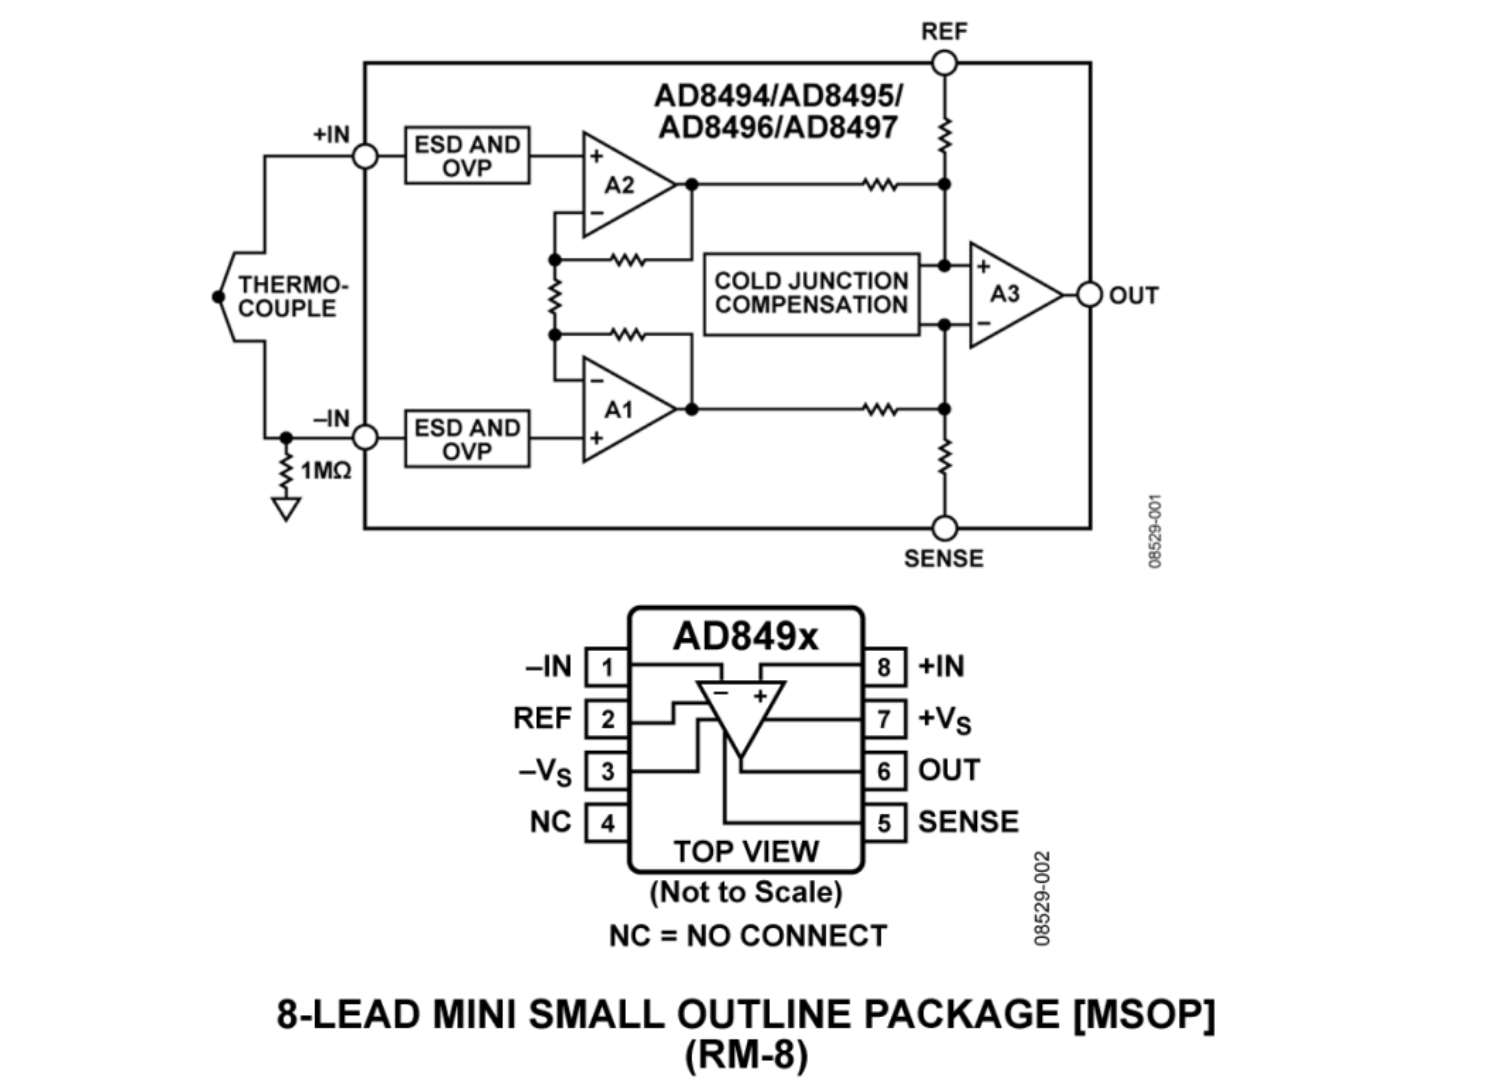 REF
AD8494/AD8495/
AD8496/AD8497
+IN
ESD AND
OVP
+
A2
–
THERMO-
COUPLE
COLD JUNCTION
COMPENSATION
+
A3
–
OUT
–
A1
+
–IN
ESD AND
OVP
1MΩ
SENSE
08529-001
AD849x
–IN 1
8 +IN
– +
REF 2
7 +VS
–VS 3
6 OUT
NC 4
5 SENSE
TOP VIEW
(Not to Scale)
NC = NO CONNECT
08529-002
8-LEAD MINI SMALL OUTLINE PACKAGE [MSOP]
(RM-8)